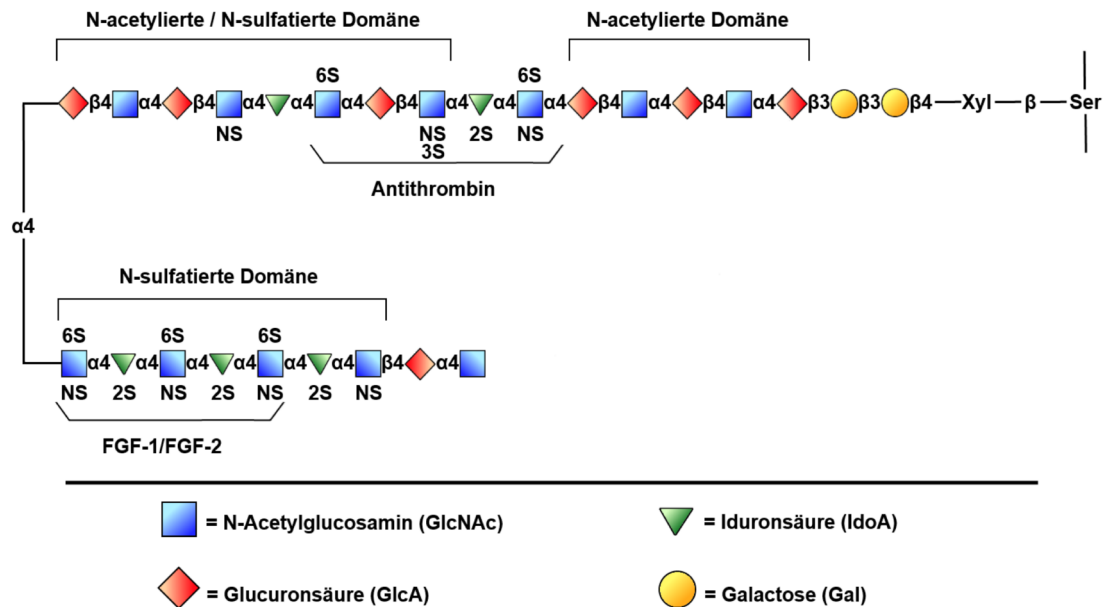 N-acetylierte / N-sulfatierte Domäne
N-acetylierte Domäne
6S 6S
β4 α4 β4 α4 α4 α4 β4 α4 α4 α4 β4 α4 β4 α4 β3 β3 β4 Xyl β Ser
NS NS 2S NS
3S
Antithrombin
α4
N-sulfatierte Domäne
6S 6S 6S
α4 α4 α4 α4 α4 α4 β4 α4
NS 2S NS 2S NS 2S NS
FGF-1/FGF-2
= N-Acetylglucosamin (GlcNAc)
= Iduronsäure (IdoA)
= Glucuronsäure (GlcA)
= Galactose (Gal)